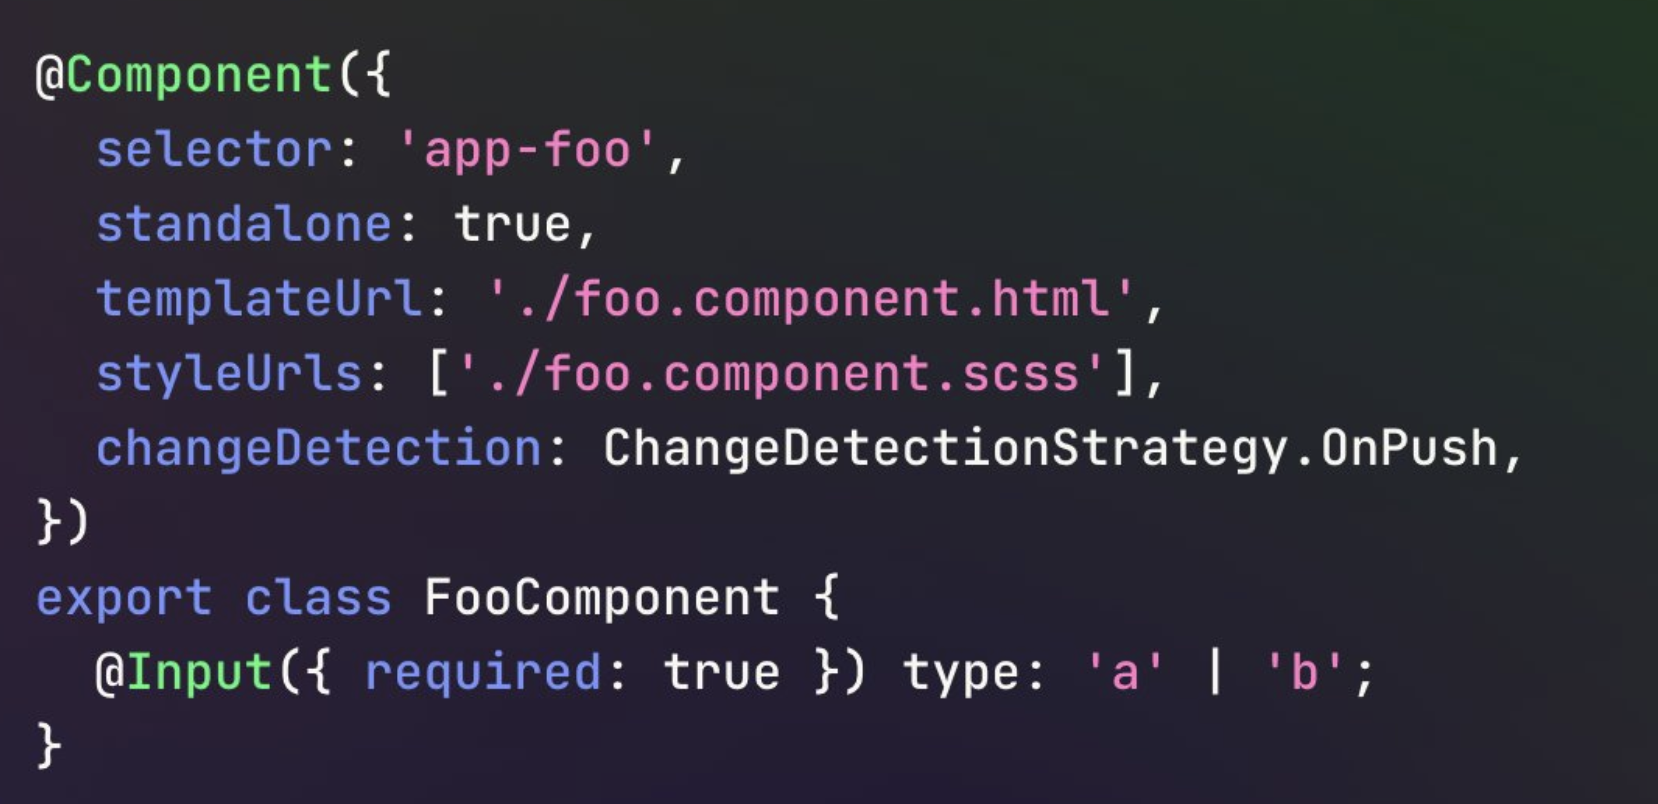 @Component({
  selector: 'app-foo',
  standalone: true,
  templateUrl: './foo.component.html',
  styleUrls: ['./foo.component.scss'],
  changeDetection: ChangeDetectionStrategy.OnPush,
})
export class FooComponent {
  @Input({ required: true }) type: 'a' | 'b';
}